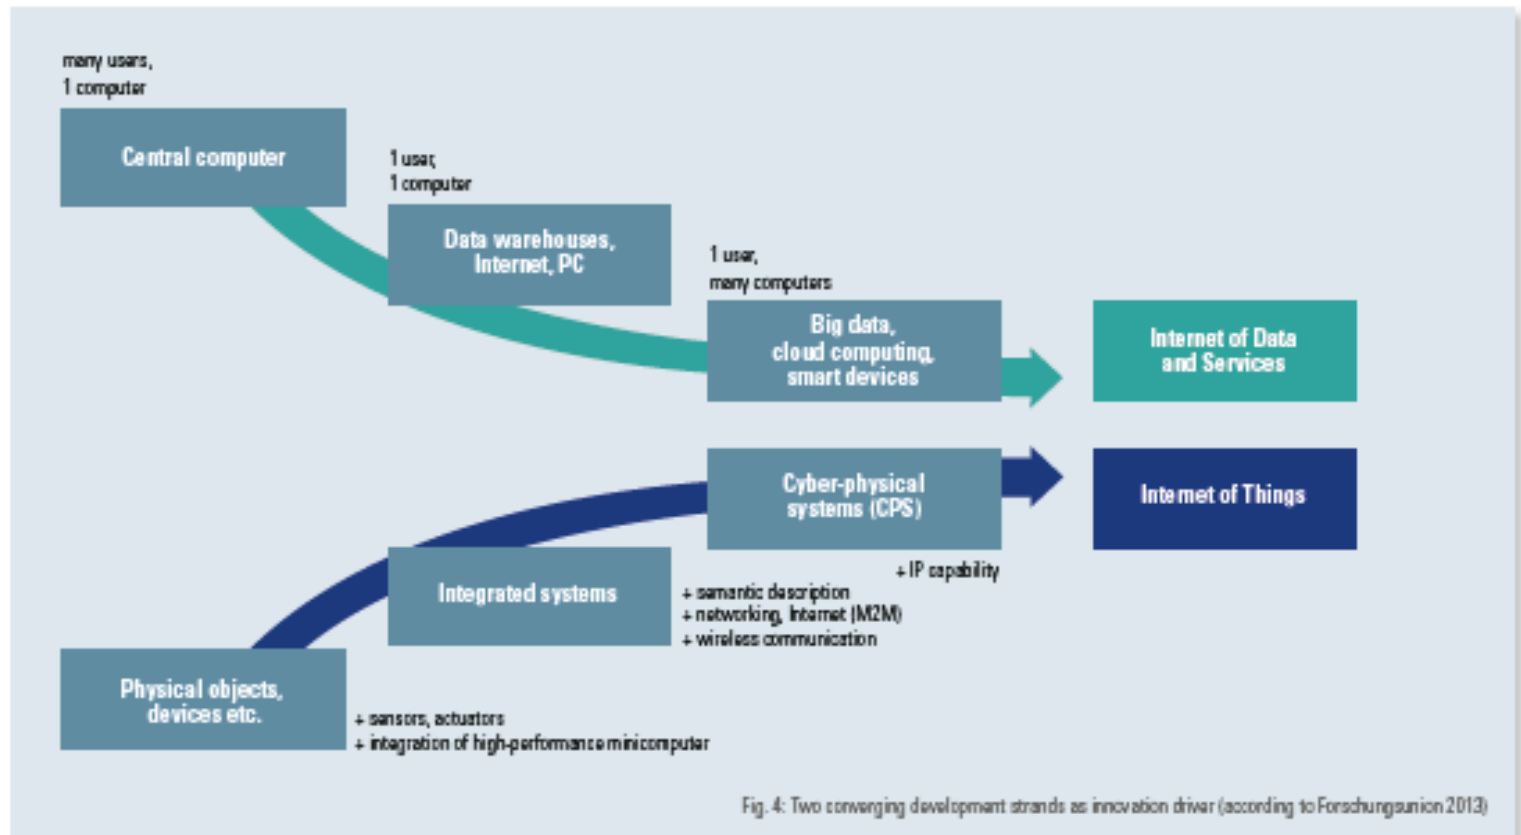 many users,
1 computer
Central computer
1 user,
1 computer
Data warehouses,
Internet, PC
1 user,
many computers
Big data,
cloud computing,
smart devices
Internet of Data
and Services
Cyber-physical
systems (CPS)
Internet of Things
+ IP capability
Integrated systems
+ semantic description
+ networking, Internet (M2M)
+ wireless communication
Physical objects,
devices etc.
+ sensors, actuators
+ integration of high-performance minicomputer
Fig. 4: Two converging development strands as innovation driver (according to Forschungsunion 2013)